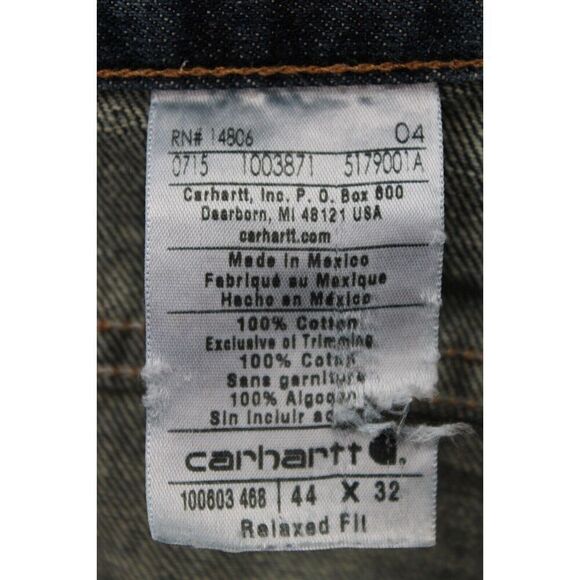 RN# 14806 04
0715 1003871 5179001A
Carhartt, Inc. P. O. Box 600
Dearborn, MI 48121 USA
carhartt.com
Made in Mexico
Fabriqué au Mexique
Hecho en México
100% Cotton
Exclusive of Trimming
100% Coton
Sans garniture
100%
Sin incluir
carhartt
100603 468 44 X 32
Relaxed Fit